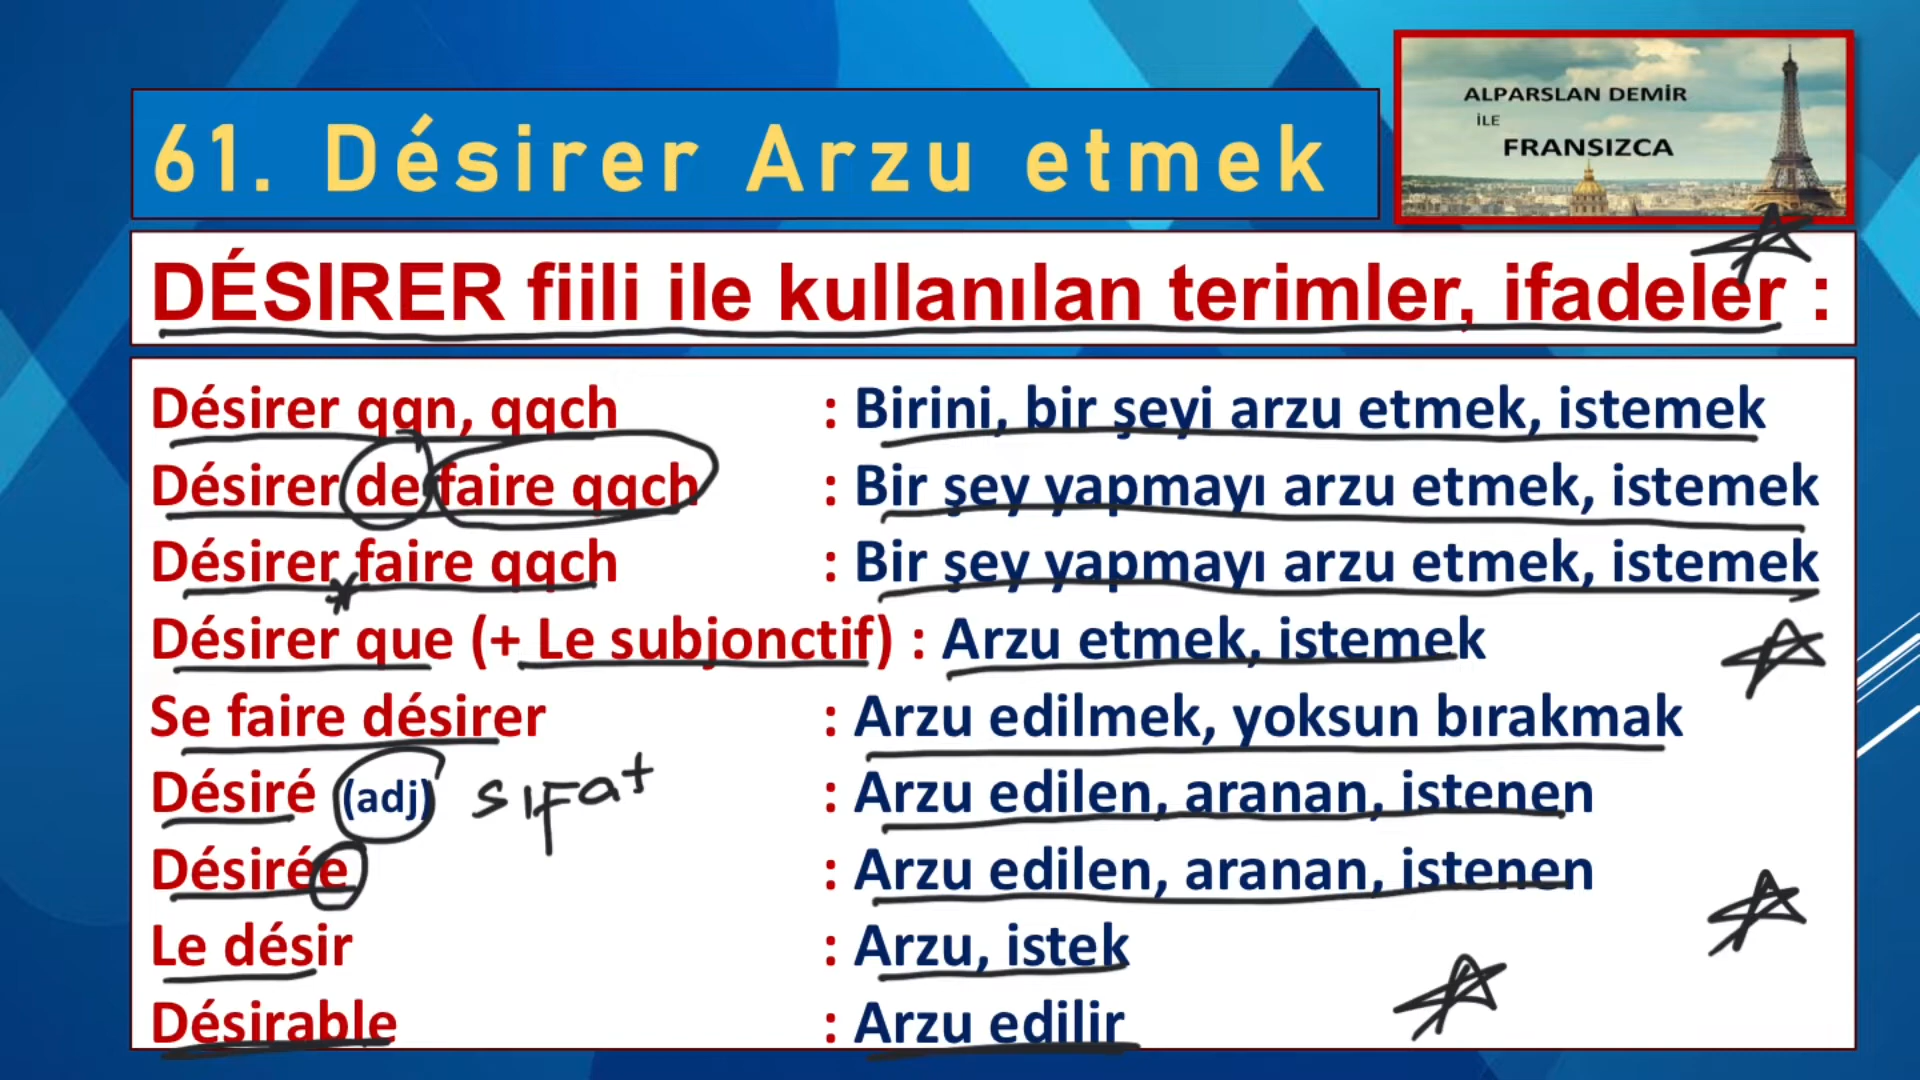 ALPARSLAN DEMİR
İLE
FRANSIZCA
61. Désirer Arzu etmek
DÉSIRER fiili ile kullanılan terimler, ifadeler :
Désirer qqn, qqch : Birini, bir şeyi arzu etmek, istemek
Désirer de faire qqch : Bir şey yapmayı arzu etmek, istemek
Désirer faire qqch : Bir şey yapmayı arzu etmek, istemek
Désirer que (+ Le subjonctif) : Arzu etmek, istemek
Se faire désirer : Arzu edilmek, yoksun bırakmak
Désiré (adj) sıfat : Arzu edilen, aranan, istenen
Désirée : Arzu edilen, aranan, istenen
Le désir : Arzu, istek
Désirable : Arzu edilir